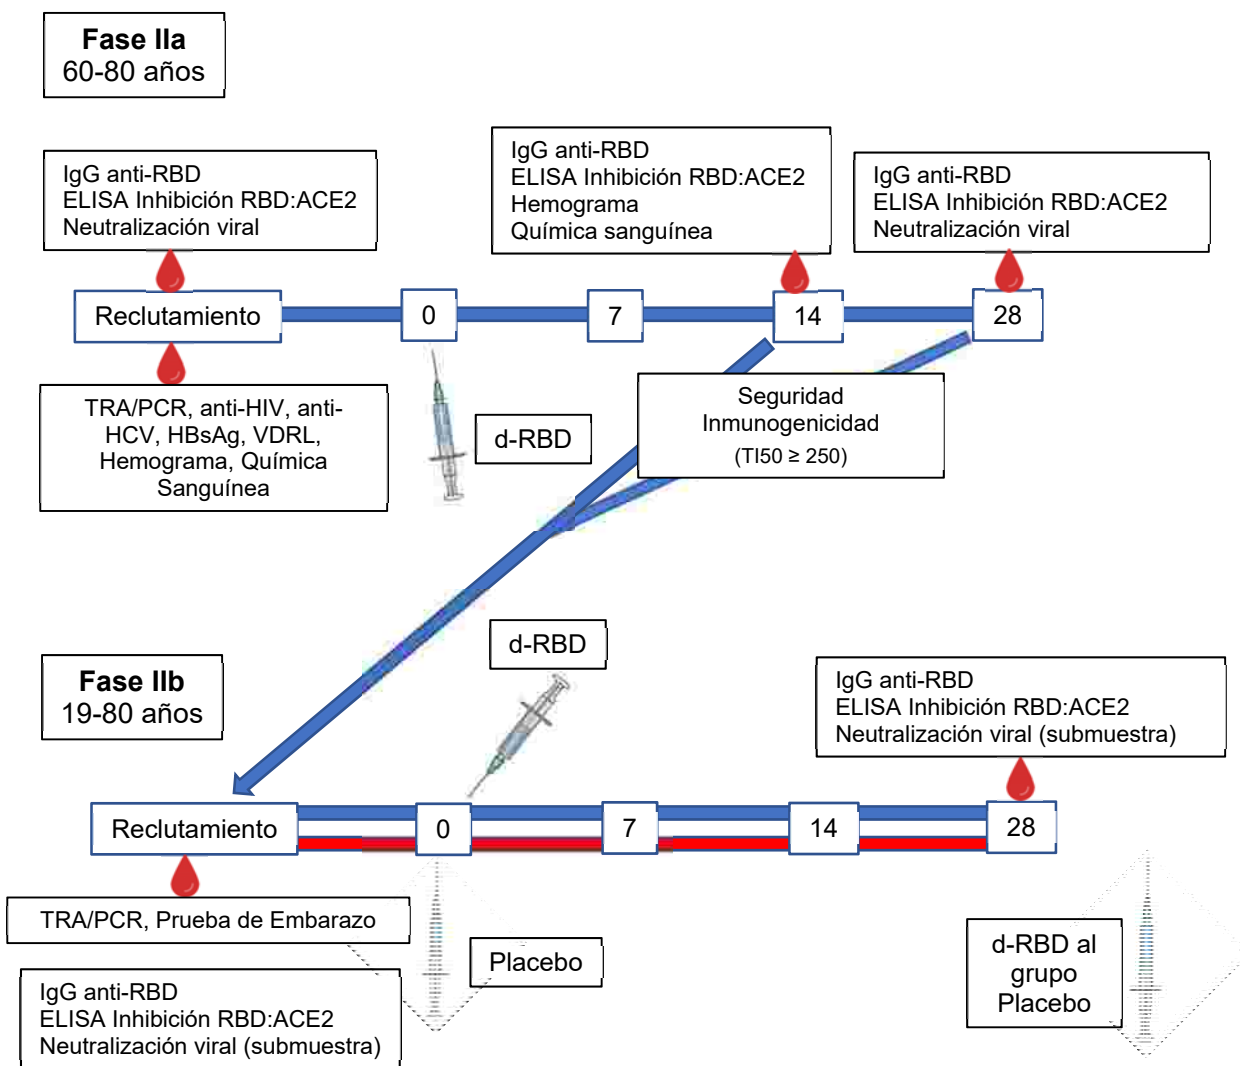 Fase IIa
60-80 años
IgG anti-RBD
ELISA Inhibición RBD:ACE2
Neutralización viral
IgG anti-RBD
ELISA Inhibición RBD:ACE2
Hemograma
Química sanguínea
IgG anti-RBD
ELISA Inhibición RBD:ACE2
Neutralización viral
Reclutamiento
0
7
14
28
TRA/PCR, anti-HIV, anti-
HCV, HBsAg, VDRL,
Hemograma, Química
Sanguínea
d-RBD
Seguridad
Inmunogenicidad
(TI50 ≥ 250)
d-RBD
Fase IIb
19-80 años
IgG anti-RBD
ELISA Inhibición RBD:ACE2
Neutralización viral (submuestra)
Reclutamiento
0
7
14
28
TRA/PCR, Prueba de Embarazo
Placebo
d-RBD al
grupo
Placebo
IgG anti-RBD
ELISA Inhibición RBD:ACE2
Neutralización viral (submuestra)